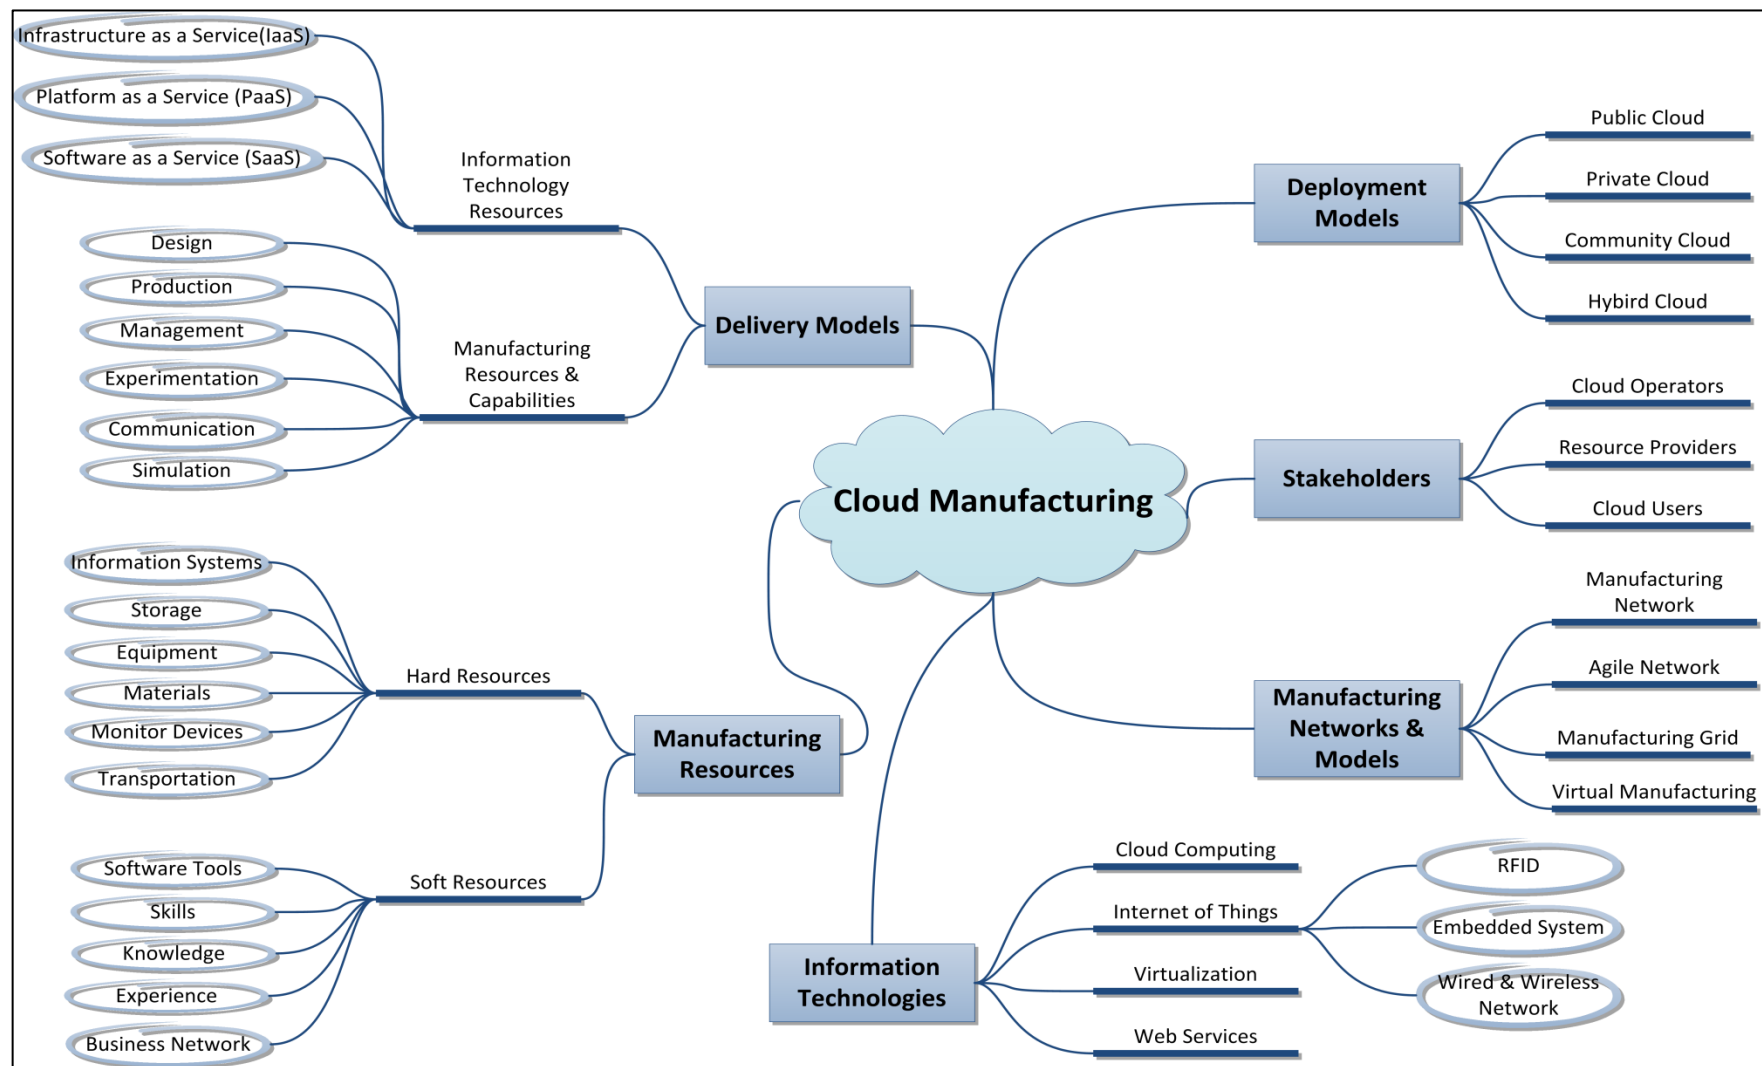 Infrastructure as a Service(IaaS)
Platform as a Service (PaaS)
Software as a Service (SaaS)
Information
Technology
Resources
Design
Production
Management
Experimentation
Communication
Simulation
Manufacturing
Resources &
Capabilities
Delivery Models
Deployment
Models
Public Cloud
Private Cloud
Community Cloud
Hybird Cloud
Cloud Manufacturing
Stakeholders
Cloud Operators
Resource Providers
Cloud Users
Information Systems
Storage
Equipment
Materials
Monitor Devices
Transportation
Hard Resources
Manufacturing
Resources
Software Tools
Skills
Knowledge
Experience
Business Network
Soft Resources
Manufacturing
Networks &
Models
Manufacturing
Network
Agile Network
Manufacturing Grid
Virtual Manufacturing
Information
Technologies
Cloud Computing
Internet of Things
Virtualization
Web Services
RFID
Embedded System
Wired & Wireless
Network